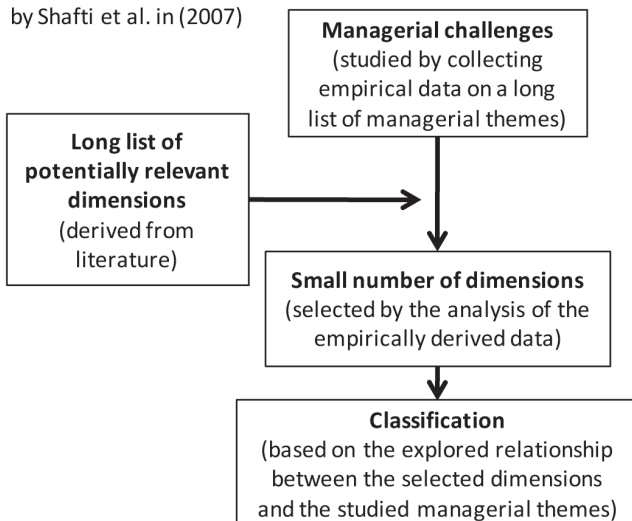 by Shafti et al. in (2007)
Managerial challenges
(studied by collecting
empirical data on a long
list of managerial themes)
Long list of
potentially relevant
dimensions
(derived from
literature)
Small number of dimensions
(selected by the analysis of the
empirically derived data)
Classification
(based on the explored relationship
between the selected dimensions
and the studied managerial themes)